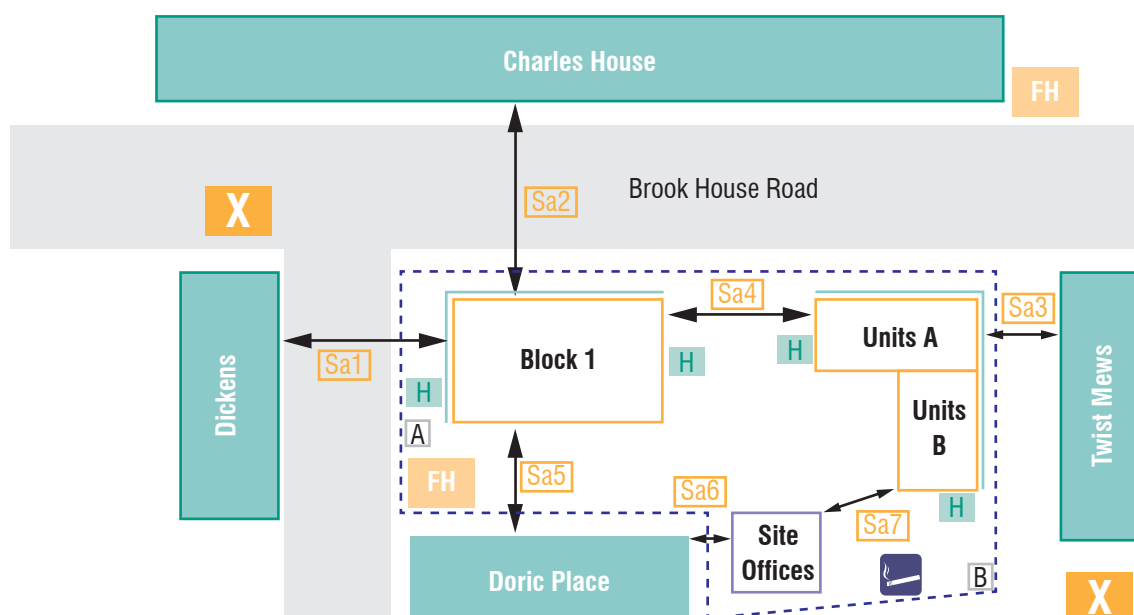 Charles House
FH
Brook House Road
X
Sa2
Sa4
Sa3
Sa1
Block 1
Units A
H
H
H
Dickens
Units
B
Twist Mews
A
FH
Sa5
Sa6
H
Sa7
Site
Offices
B
Doric Place
X